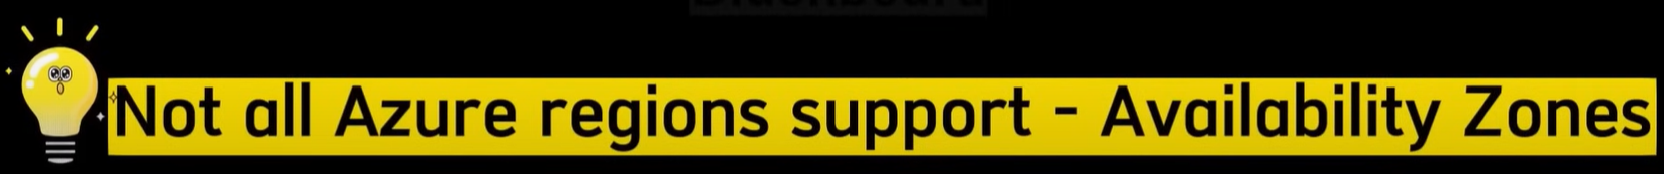 Not all Azure regions support - Availability Zones